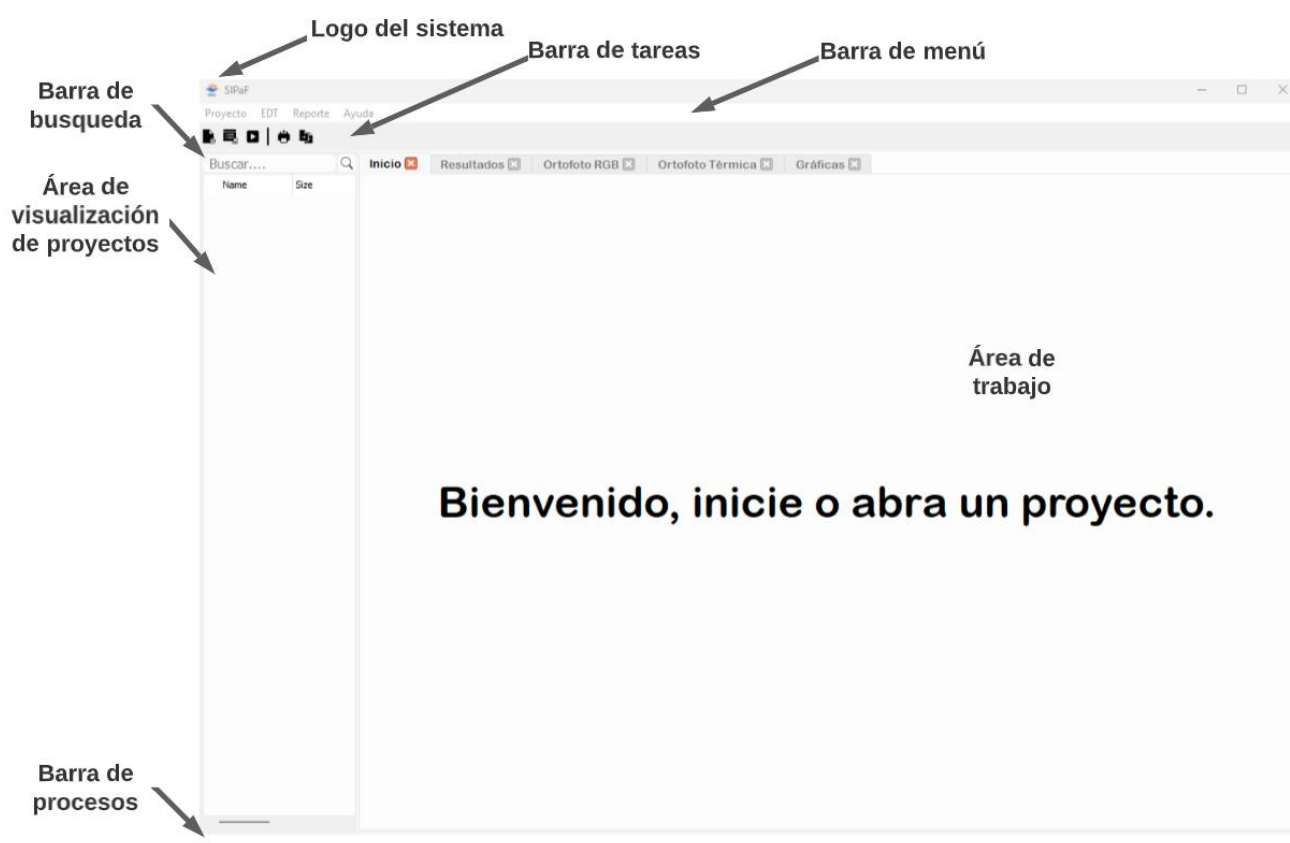 Logo del sistema
Barra de tareas
Barra de menú
Barra de
busqueda
SIPaF
Proyecto EDT Reporte Ayuda
Buscar....
Inicio Resultados Ortofoto RGB Ortofoto Térmica Gráficas
Name Size
Área de
visualización
de proyectos
Área de
trabajo
Bienvenido, inicie o abra un proyecto.
Barra de
procesos